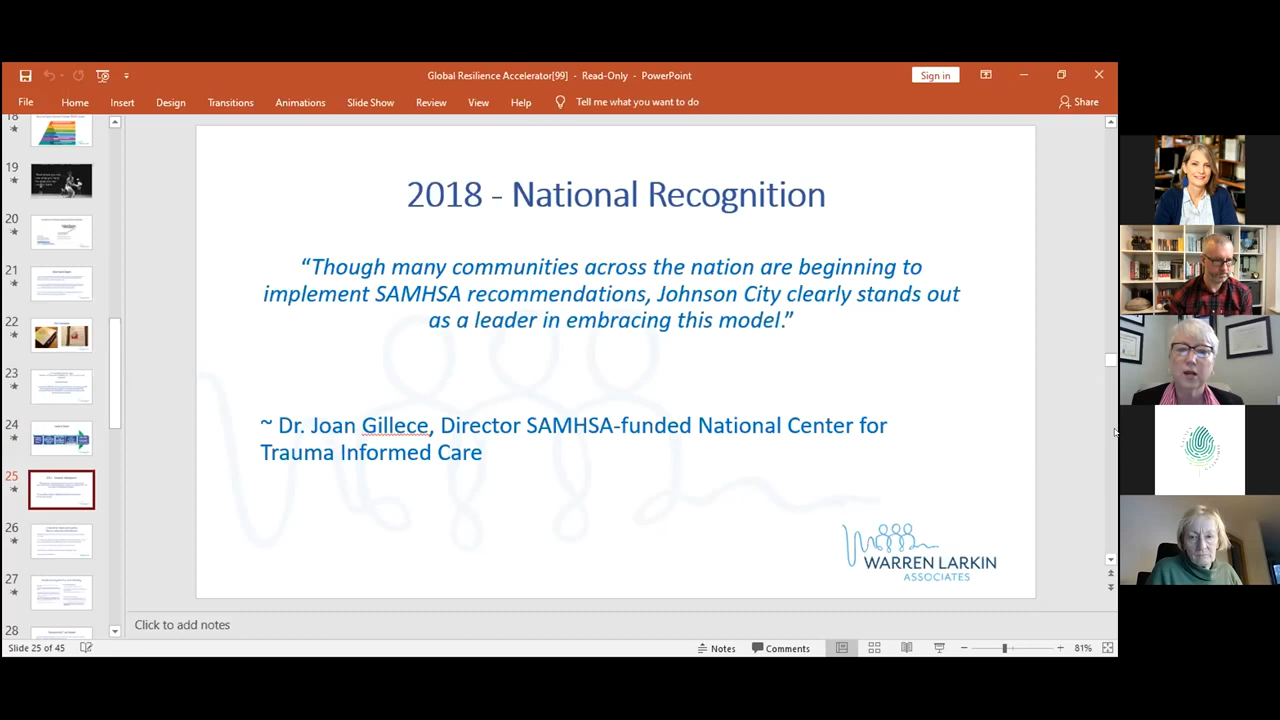 Global Resilience Accelerator[99] - Read-Only - PowerPoint
Sign in
File Home Insert Design Transitions Animations Slide Show Review View Help Tell me what you want to do
Share
18
19
20
21
22
23
24
25
26
27
28
2018 - National Recognition
“Though many communities across the nation are beginning to
implement SAMHSA recommendations, Johnson City clearly stands out
as a leader in embracing this model.”
~ Dr. Joan Gillece, Director SAMHSA-funded National Center for
Trauma Informed Care
WARREN LARKIN
ASSOCIATES
Click to add notes
Slide 25 of 45
Notes Comments 81%